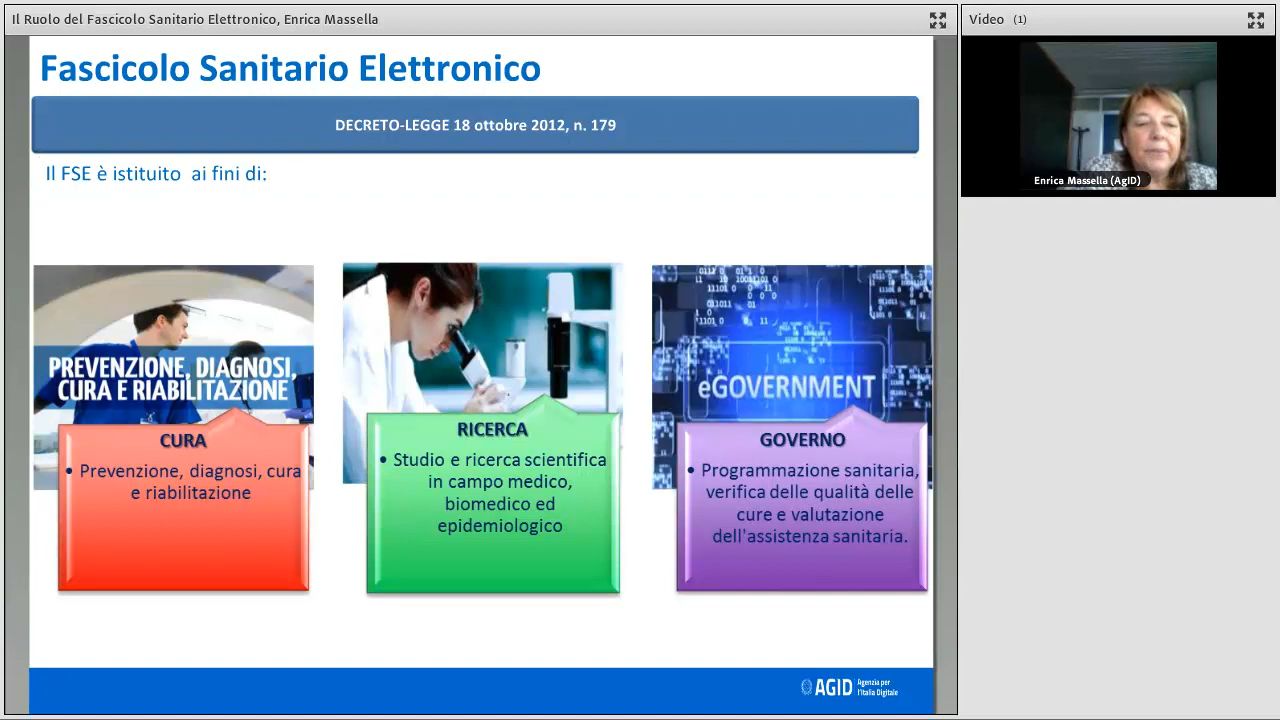 Il Ruolo del Fascicolo Sanitario Elettronico, Enrica Massella
Video (1)
Enrica Massella (AgID)
Fascicolo Sanitario Elettronico
DECRETO-LEGGE 18 ottobre 2012, n. 179
Il FSE è istituito ai fini di:
PREVENZIONE, DIAGNOSI,
CURA E RIABILITAZIONE
CURA
• Prevenzione, diagnosi, cura
e riabilitazione
RICERCA
• Studio e ricerca scientifica
in campo medico,
biomedico ed
epidemiologico
eGOVERNMENT
GOVERNO
• Programmazione sanitaria,
verifica delle qualità delle
cure e valutazione
dell'assistenza sanitaria.
AGID
Agenzia per
l'Italia Digitale